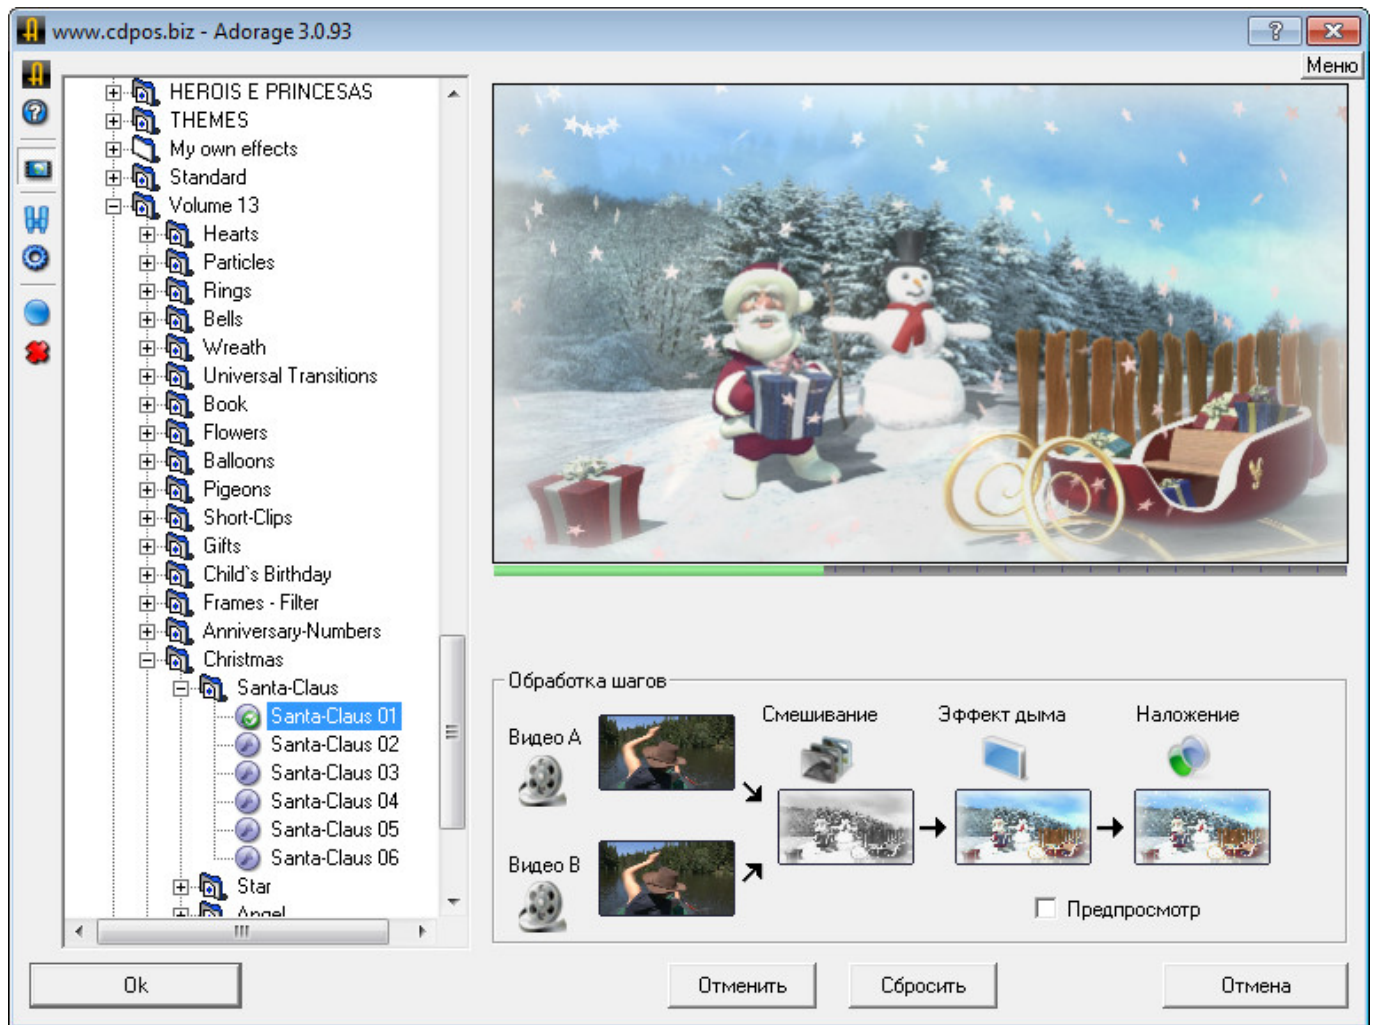 www.cdpos.biz - Adorage 3.0.93
Меню
HEROIS E PRINCESAS
THEMES
My own effects
Standard
Volume 13
Hearts
Particles
Rings
Bells
Wreath
Universal Transitions
Book
Flowers
Balloons
Pigeons
Short-Clips
Gifts
Child`s Birthday
Frames - Filter
Anniversary-Numbers
Christmas
Santa-Claus
Santa-Claus 01
Santa-Claus 02
Santa-Claus 03
Santa-Claus 04
Santa-Claus 05
Santa-Claus 06
Star
Angel
Обработка шагов
Видео A
Видео B
Смешивание
Эффект дыма
Наложение
Предпросмотр
Ok
Отменить
Сбросить
Отмена